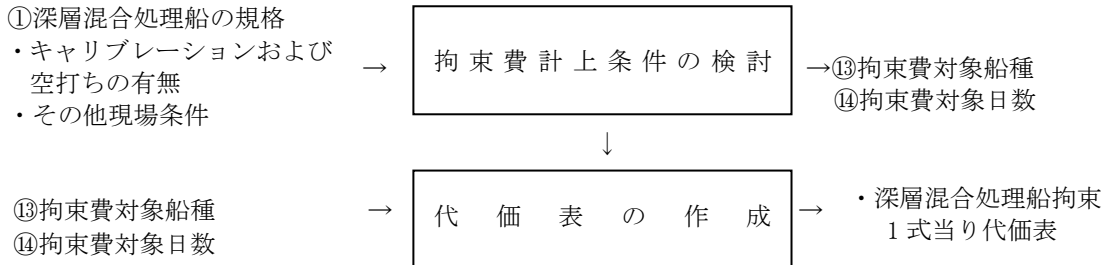 ①深層混合処理船の規格
・キャリブレーションおよび
空打ちの有無
・その他現場条件
→
拘束費計上条件の検討
→⑬拘束費対象船種
⑭拘束費対象日数
↓
⑬拘束費対象船種
⑭拘束費対象日数
→
代価表の作成
→
・深層混合処理船拘束
1式当り代価表